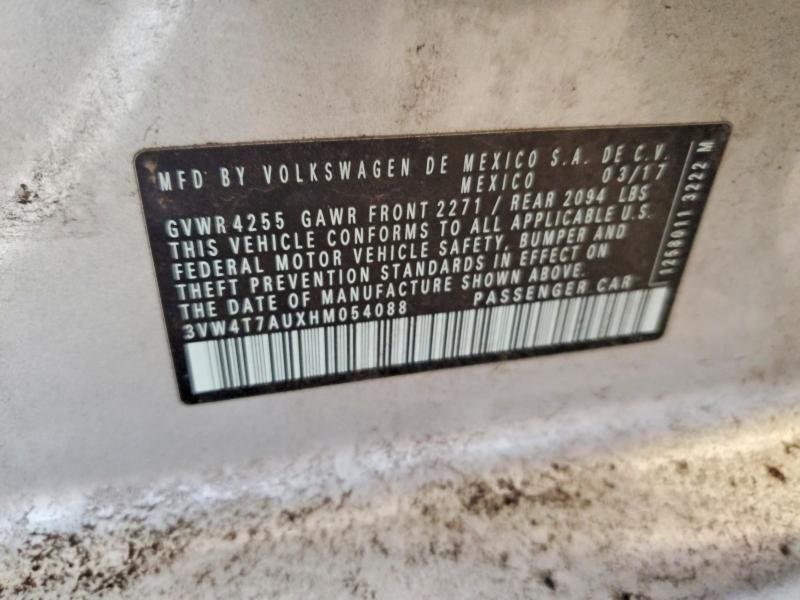 MFD BY VOLKSWAGEN DE MEXICO S.A. DE C.V.
MEXICO 03/17
GVWR 4255 GAWR FRONT 2271 / REAR 2094 LBS
THIS VEHICLE CONFORMS TO ALL APPLICABLE U.S.
FEDERAL MOTOR VEHICLE SAFETY, BUMPER AND
THEFT PREVENTION STANDARDS IN EFFECT ON
THE DATE OF MANUFACTURE SHOWN ABOVE.
3VW4T7AUXHM054088 PASSENGER CAR
1258011 3222 M